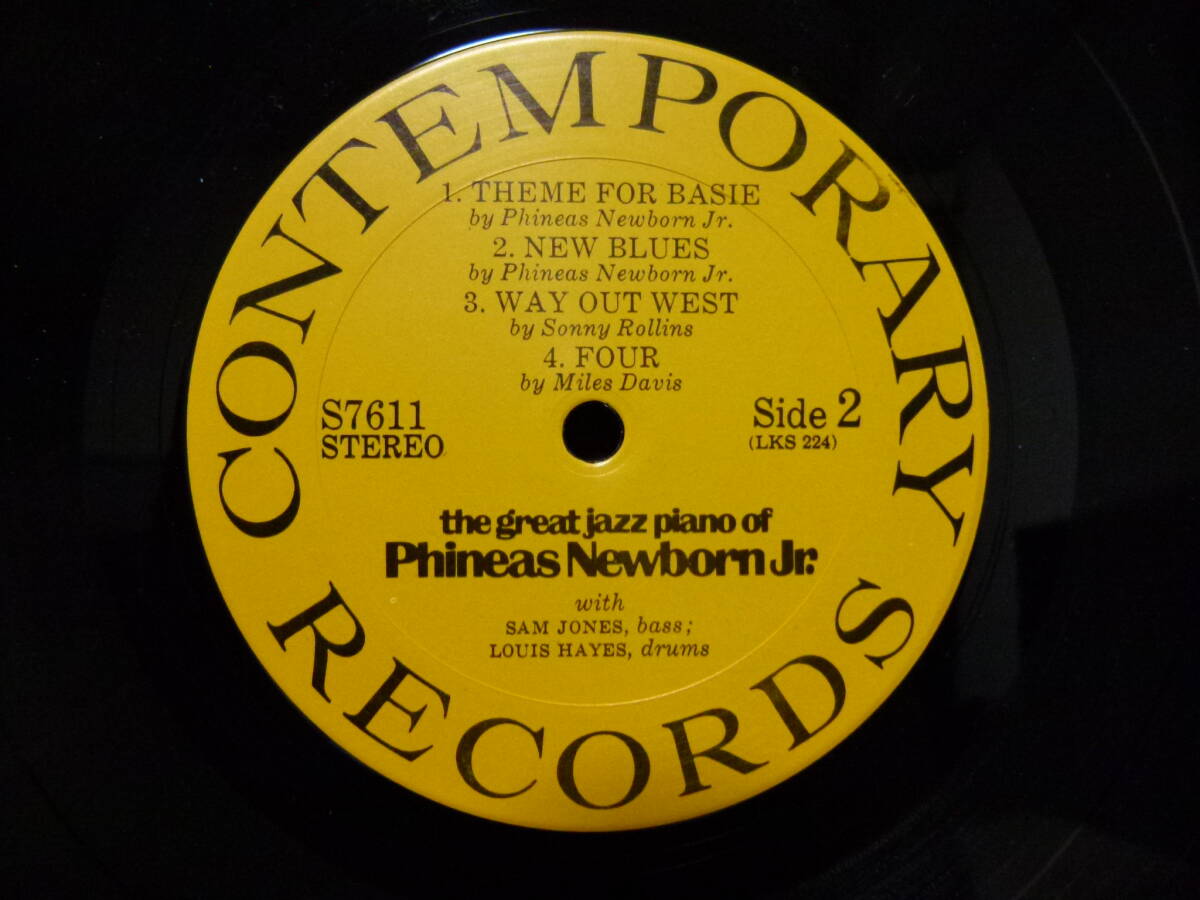 CONTEMPORARY
1. THEME FOR BASIE
by Phineas Newborn Jr.
2. NEW BLUES
by Phineas Newborn Jr.
3. WAY OUT WEST
by Sonny Rollins
4. FOUR
by Miles Davis
S7611
STEREO
Side 2
(LKS 224)
the great jazz piano of
Phineas Newborn Jr.
with
SAM JONES, bass;
LOUIS HAYES, drums
RECORDS